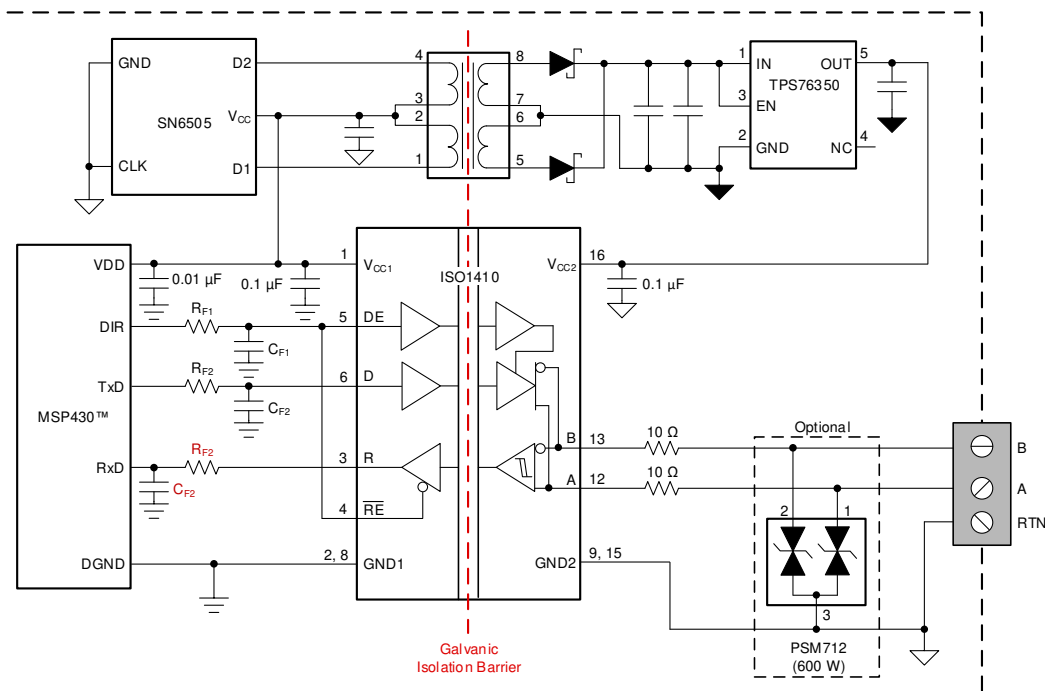 GND
D2
4
8
1
IN
OUT
5
TPS76350
3
7
3
EN
SN6505
VCC
2
6
2
GND
NC
4
CLK
D1
1
5
VDD
0.01 µF
0.1 µF
1
VCC1
ISO1410
VCC2
16
0.1 µF
DIR
RF1
CF1
5
DE
TxD
RF2
CF2
6
D
MSP430™
RxD
RF2
CF2
3
R
4
RE
B
13
10 Ω
A
12
10 Ω
Optional
B
A
RTN
2
1
3
DGND
2, 8
GND1
GND2
9, 15
PSM712
(600 W)
Galvanic
Isolation Barrier